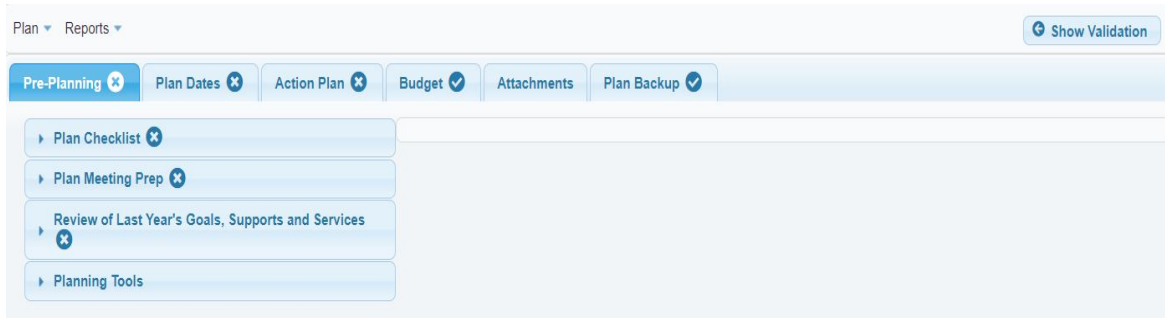 Plan Reports Show Validation
Pre-Planning Plan Dates Action Plan Budget Attachments Plan Backup
Plan Checklist
Plan Meeting Prep
Review of Last Year's Goals, Supports and Services
Planning Tools